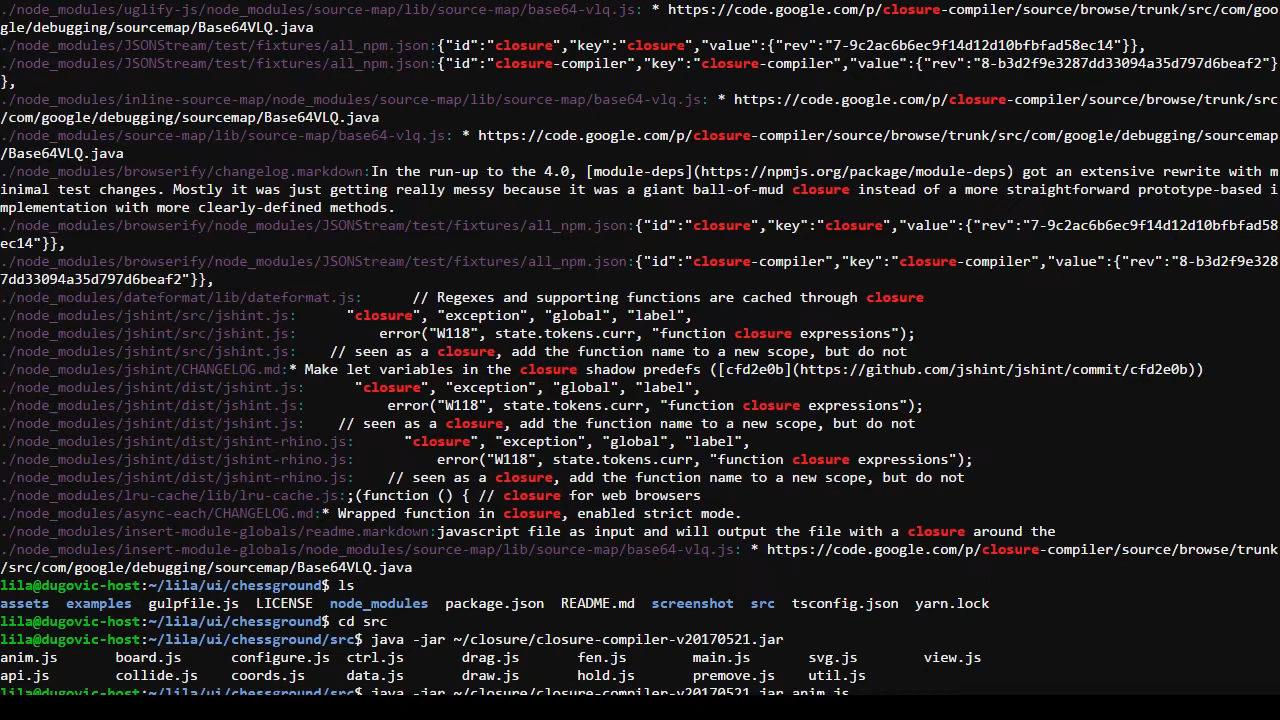 ./node_modules/uglify-js/node_modules/source-map/lib/source-map/base64-vlq.js: * https://code.google.com/p/closure-compiler/source/browse/trunk/src/com/goo
gle/debugging/sourcemap/Base64VLQ.java
./node_modules/JSONStream/test/fixtures/all_npm.json:{"id":"closure","key":"closure","value":{"rev":"7-9c2ac6b6ec9f14d12d10bfbfad58ec14"}},
./node_modules/JSONStream/test/fixtures/all_npm.json:{"id":"closure-compiler","key":"closure-compiler","value":{"rev":"8-b3d2f9e3287dd33094a35d797d6beaf2"}
},
./node_modules/inline-source-map/node_modules/source-map/lib/source-map/base64-vlq.js: * https://code.google.com/p/closure-compiler/source/browse/trunk/src
/com/google/debugging/sourcemap/Base64VLQ.java
./node_modules/source-map/lib/source-map/base64-vlq.js: * https://code.google.com/p/closure-compiler/source/browse/trunk/src/com/google/debugging/sourcemap
/Base64VLQ.java
./node_modules/browserify/changelog.markdown:In the run-up to the 4.0, [module-deps](https://npmjs.org/package/module-deps) got an extensive rewrite with m
inimal test changes. Mostly it was just getting really messy because it was a giant ball-of-mud closure instead of a more straightforward prototype-based i
mplementation with more clearly-defined methods.
./node_modules/browserify/node_modules/JSONStream/test/fixtures/all_npm.json:{"id":"closure","key":"closure","value":{"rev":"7-9c2ac6b6ec9f14d12d10bfbfad58
ec14"}},
./node_modules/browserify/node_modules/JSONStream/test/fixtures/all_npm.json:{"id":"closure-compiler","key":"closure-compiler","value":{"rev":"8-b3d2f9e328
7dd33094a35d797d6beaf2"}},
./node_modules/dateformat/lib/dateformat.js:      // Regexes and supporting functions are cached through closure
./node_modules/jshint/src/jshint.js:      "closure", "exception", "global", "label",
./node_modules/jshint/src/jshint.js:          error("W118", state.tokens.curr, "function closure expressions");
./node_modules/jshint/src/jshint.js:    // seen as a closure, add the function name to a new scope, but do not
./node_modules/jshint/CHANGELOG.md:* Make let variables in the closure shadow predefs ([cfd2e0b](https://github.com/jshint/jshint/commit/cfd2e0b))
./node_modules/jshint/dist/jshint.js:      "closure", "exception", "global", "label",
./node_modules/jshint/dist/jshint.js:          error("W118", state.tokens.curr, "function closure expressions");
./node_modules/jshint/dist/jshint.js:    // seen as a closure, add the function name to a new scope, but do not
./node_modules/jshint/dist/jshint-rhino.js:      "closure", "exception", "global", "label",
./node_modules/jshint/dist/jshint-rhino.js:          error("W118", state.tokens.curr, "function closure expressions");
./node_modules/jshint/dist/jshint-rhino.js:    // seen as a closure, add the function name to a new scope, but do not
./node_modules/lru-cache/lib/lru-cache.js:;(function () { // closure for web browsers
./node_modules/async-each/CHANGELOG.md:* Wrapped function in closure, enabled strict mode.
./node_modules/insert-module-globals/readme.markdown:javascript file as input and will output the file with a closure around the
./node_modules/insert-module-globals/node_modules/source-map/lib/source-map/base64-vlq.js: * https://code.google.com/p/closure-compiler/source/browse/trunk
/src/com/google/debugging/sourcemap/Base64VLQ.java
lila@dugovic-host:~/lila/ui/chessground$ ls
assets  examples  gulpfile.js  LICENSE  node_modules  package.json  README.md  screenshot  src  tsconfig.json  yarn.lock
lila@dugovic-host:~/lila/ui/chessground$ cd src
lila@dugovic-host:~/lila/ui/chessground/src$ java -jar ~/closure/closure-compiler-v20170521.jar
anim.js       board.js      configure.js  ctrl.js       drag.js       fen.js        main.js       svg.js        view.js
api.js        collide.js    coords.js     data.js       draw.js       hold.js       premove.js    util.js
lila@dugovic-host:~/lila/ui/chessground/src$ java -jar ~/closure/closure-compiler-v20170521.jar anim.js